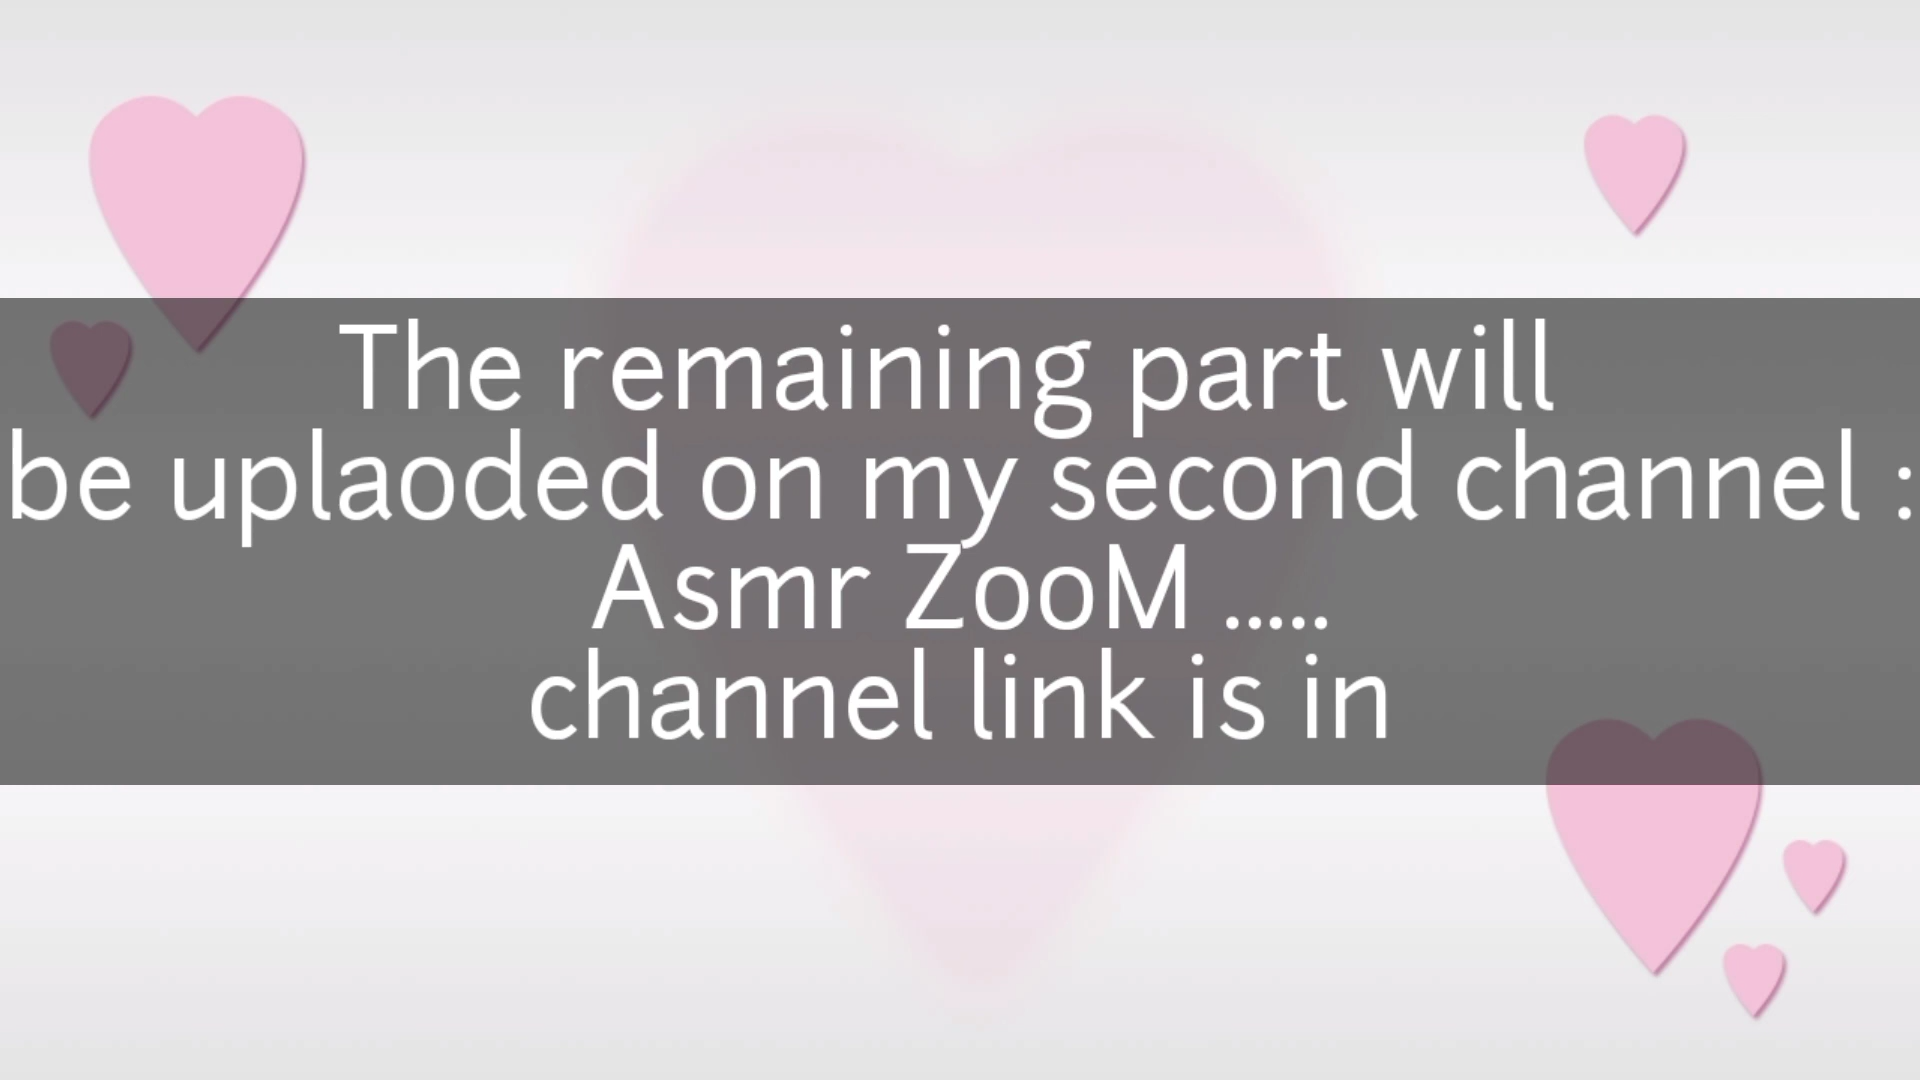 The remaining part will
be uplaoded on my second channel :
Asmr ZooM .....
channel link is in